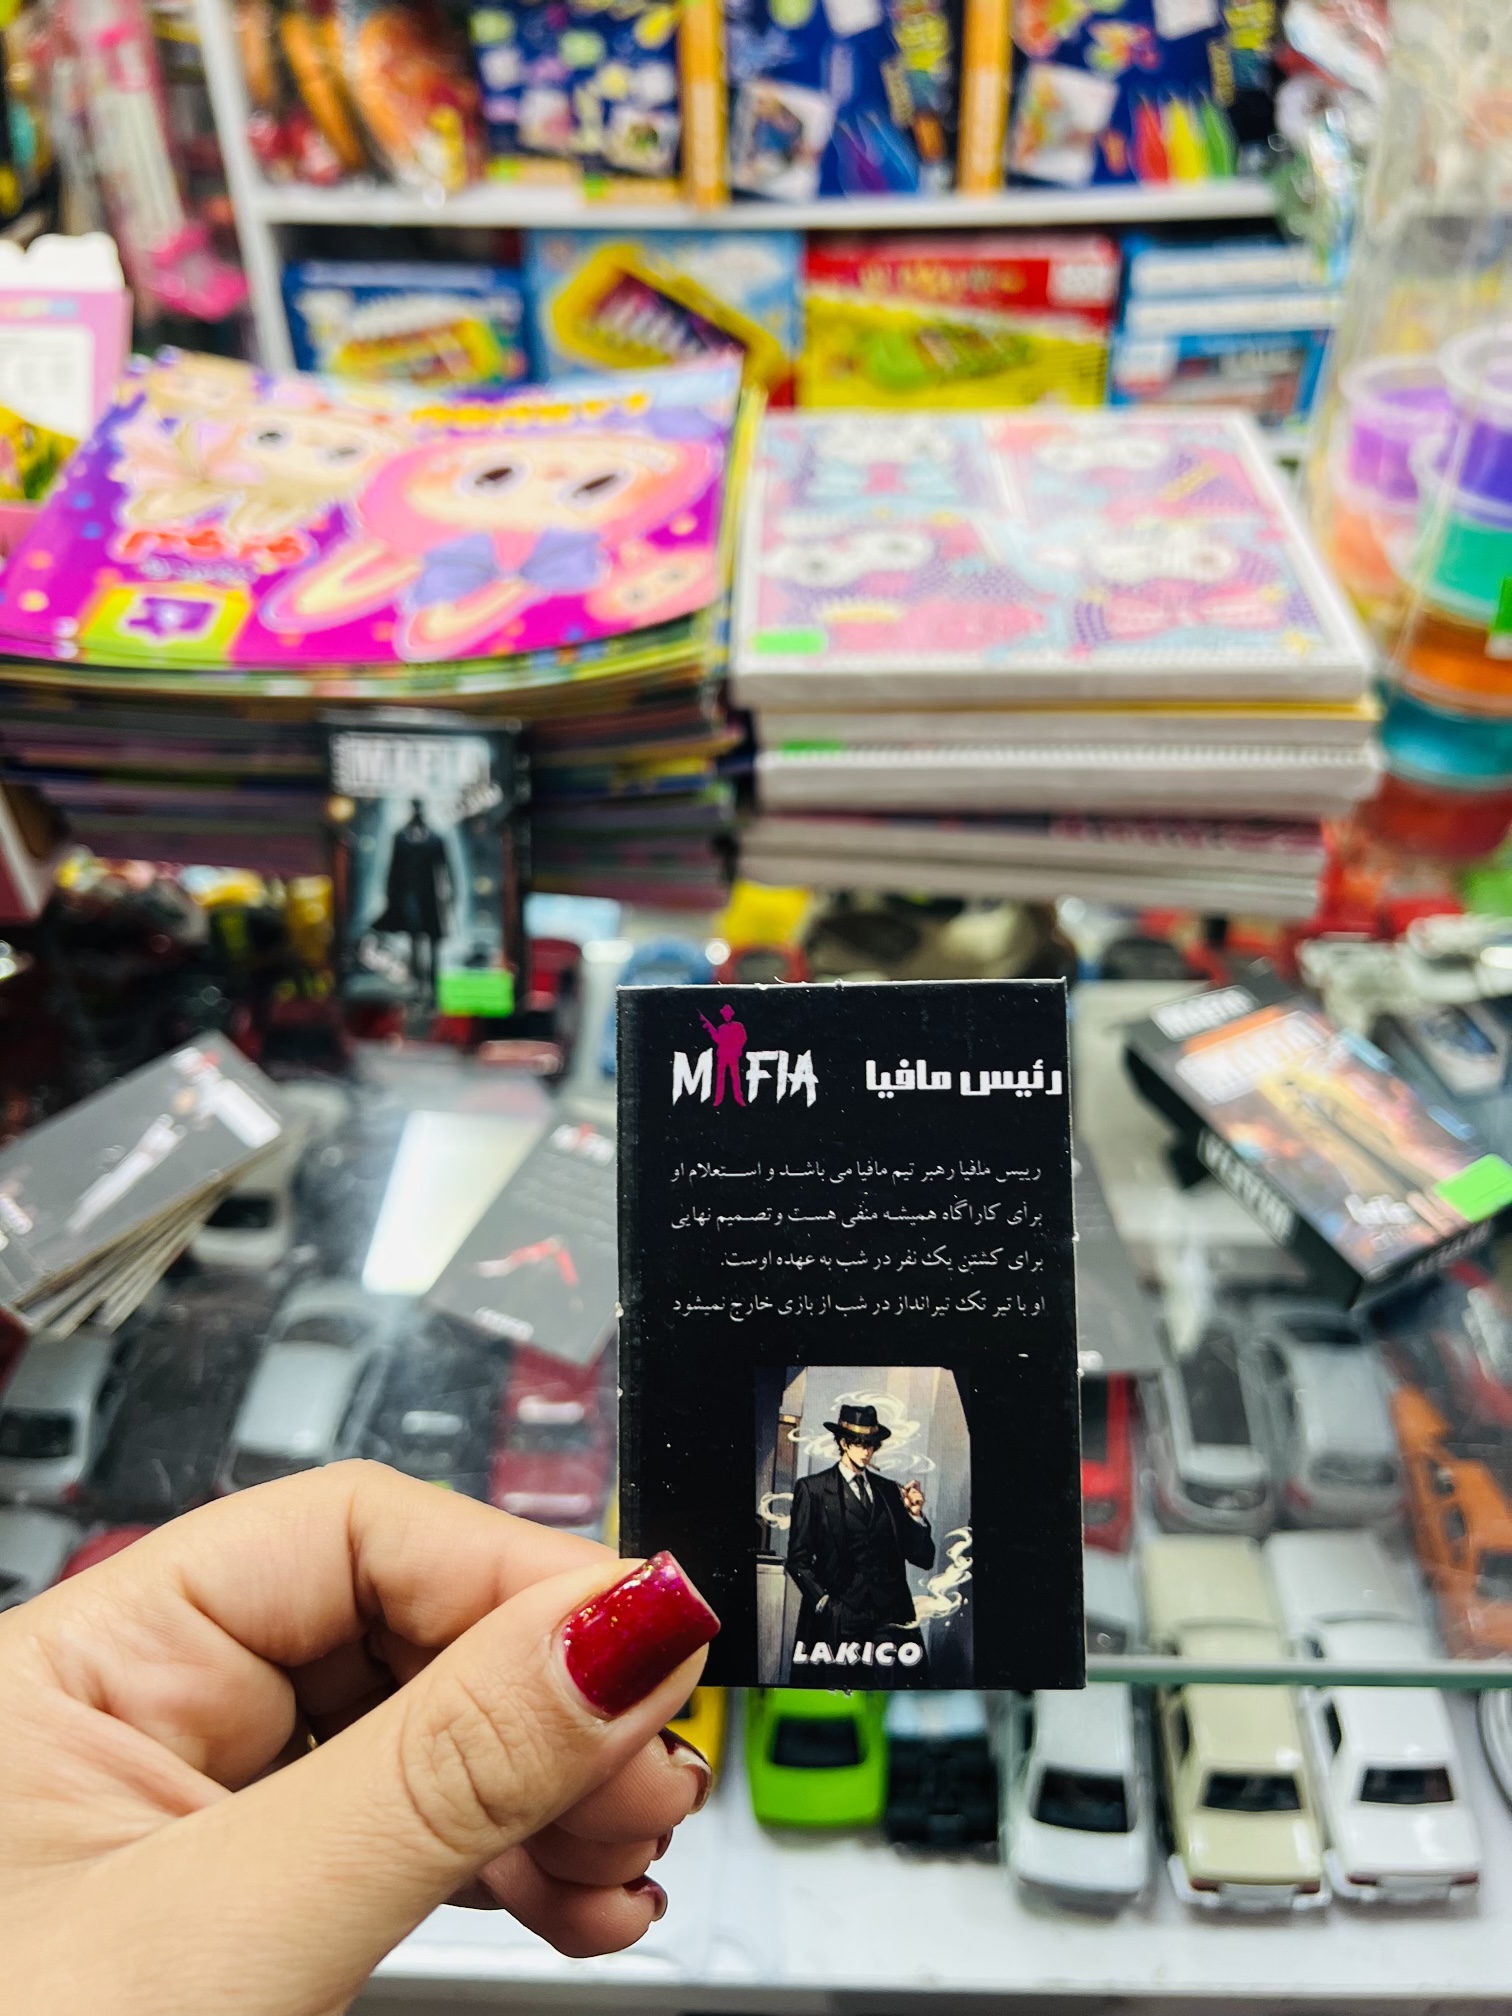 MAFIA
رئیس مافیا
رییس مافیا رهبر تیم مافیا می باشد و استعلام او
برای کاراگاه همیشه منفی هست و تصمیم نهایی
برای کشتن یک نفر در شب به عهده اوست.
او با تیر تک تیرانداز در شب از بازی خارج نمیشود
LAKICO
MAFIA